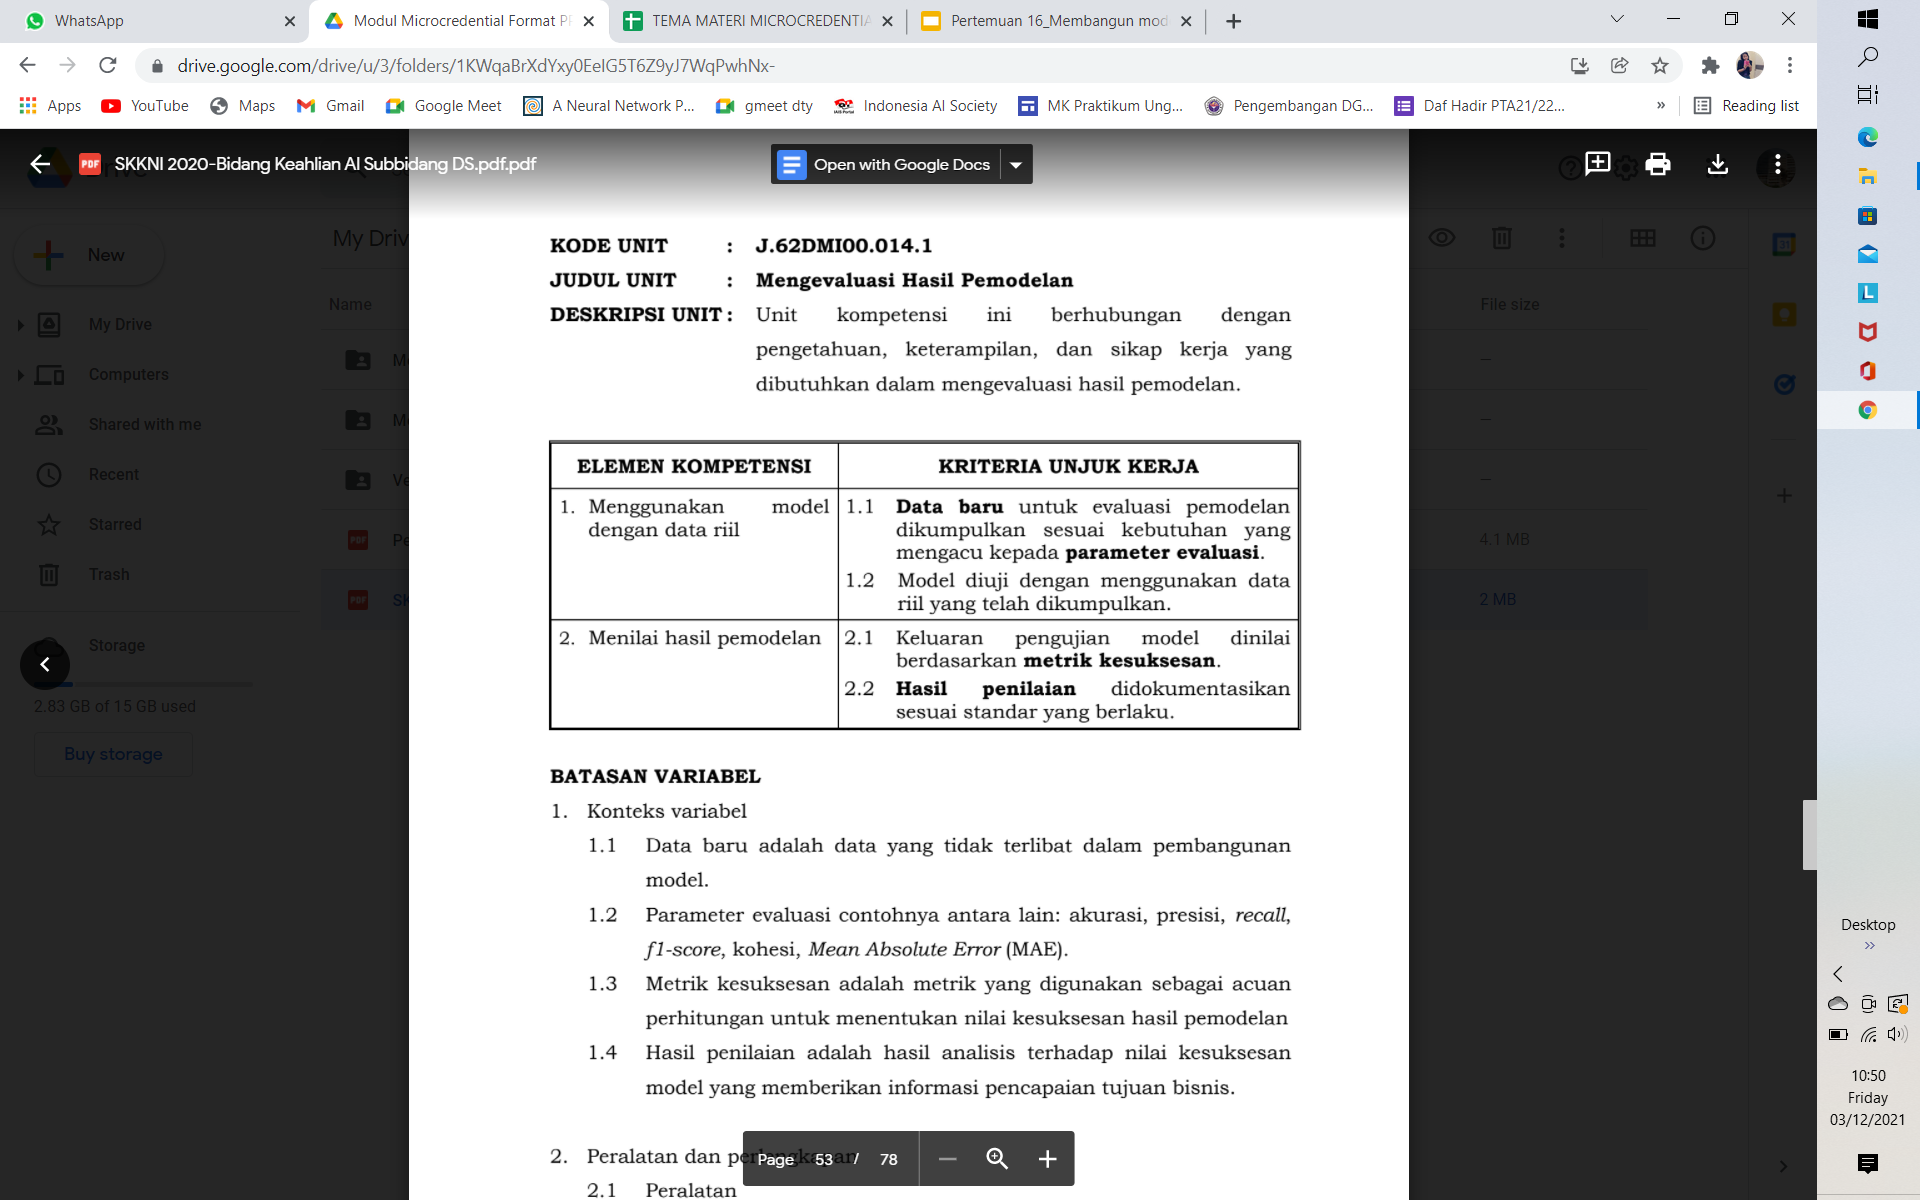 WhatsApp
Modul Microcredential Format P
TEMA MATERI MICROCREDENTIA
Pertemuan 16_Membangun mod
drive.google.com/drive/u/3/folders/1KWqaBrXdYxy0EeIG5T6Z9yJ7WqPwhNx-
Apps
YouTube
Maps
Gmail
Google Meet
A Neural Network P...
gmeet dty
Indonesia AI Society
MK Praktikum Ung...
Pengembangan DG...
Daf Hadir PTA21/22...
»
Reading list
PDF SKKNI 2020-Bidang Keahlian AI Subbidang DS.pdf.pdf
Open with Google Docs
My Driv
New
Name
File size
My Drive
Computers
Shared with me
Recent
Starred
Trash
Storage
2.83 GB of 15 GB used
Buy storage
4.1 MB
2 MB
KODE UNIT : J.62DMI00.014.1
JUDUL UNIT : Mengevaluasi Hasil Pemodelan
DESKRIPSI UNIT : Unit kompetensi ini berhubungan dengan
pengetahuan, keterampilan, dan sikap kerja yang
dibutuhkan dalam mengevaluasi hasil pemodelan.
ELEMEN KOMPETENSI
KRITERIA UNJUK KERJA
1. Menggunakan model
dengan data riil
1.1 Data baru untuk evaluasi pemodelan
dikumpulkan sesuai kebutuhan yang
mengacu kepada parameter evaluasi.
1.2 Model diuji dengan menggunakan data
riil yang telah dikumpulkan.
2. Menilai hasil pemodelan
2.1 Keluaran pengujian model dinilai
berdasarkan metrik kesuksesan.
2.2 Hasil penilaian didokumentasikan
sesuai standar yang berlaku.
BATASAN VARIABEL
1. Konteks variabel
1.1 Data baru adalah data yang tidak terlibat dalam pembangunan
model.
1.2 Parameter evaluasi contohnya antara lain: akurasi, presisi, recall,
f1-score, kohesi, Mean Absolute Error (MAE).
1.3 Metrik kesuksesan adalah metrik yang digunakan sebagai acuan
perhitungan untuk menentukan nilai kesuksesan hasil pemodelan
1.4 Hasil penilaian adalah hasil analisis terhadap nilai kesuksesan
model yang memberikan informasi pencapaian tujuan bisnis.
2. Peralatan dan perlengkapan
2.1 Peralatan
Page 53 / 78
Desktop
»
10:50
Friday
03/12/2021